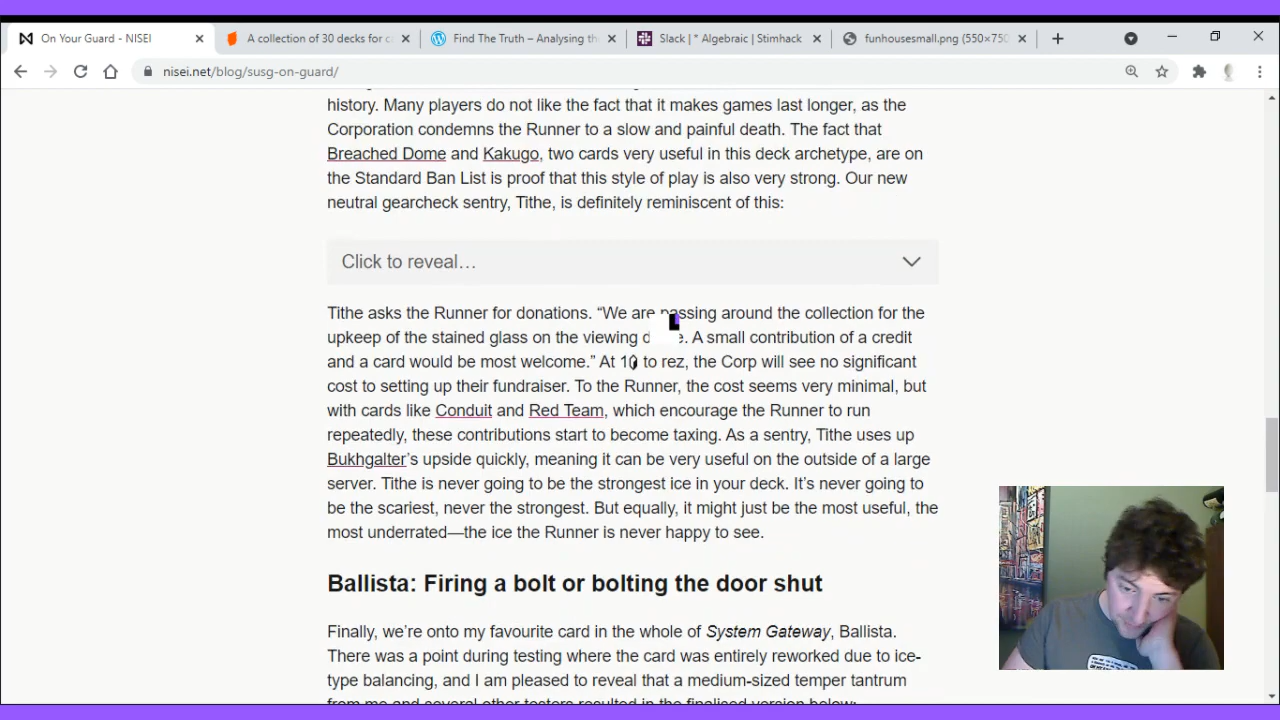 On Your Guard - NISEI
A collection of 30 decks for c
Find The Truth – Analysing the
Slack | * Algebraic | Stimhack
funhousesmall.png (550×750
nisei.net/blog/susg-on-guard/
history. Many players do not like the fact that it makes games last longer, as the
Corporation condemns the Runner to a slow and painful death. The fact that
Breached Dome and Kakugo, two cards very useful in this deck archetype, are on
the Standard Ban List is proof that this style of play is also very strong. Our new
neutral gearcheck sentry, Tithe, is definitely reminiscent of this:
Click to reveal…
Tithe asks the Runner for donations. “We are passing around the collection for the
upkeep of the stained glass on the viewing A small contribution of a credit
and a card would be most welcome.” At 1 to rez, the Corp will see no significant
cost to setting up their fundraiser. To the Runner, the cost seems very minimal, but
with cards like Conduit and Red Team, which encourage the Runner to run
repeatedly, these contributions start to become taxing. As a sentry, Tithe uses up
Bukhgalter’s upside quickly, meaning it can be very useful on the outside of a large
server. Tithe is never going to be the strongest ice in your deck. It’s never going to
be the scariest, never the strongest. But equally, it might just be the most useful, the
most underrated—the ice the Runner is never happy to see.
Ballista: Firing a bolt or bolting the door shut
Finally, we’re onto my favourite card in the whole of System Gateway, Ballista.
There was a point during testing where the card was entirely reworked due to ice-
type balancing, and I am pleased to reveal that a medium-sized temper tantrum
from me and several other testers resulted in the finalised version below: